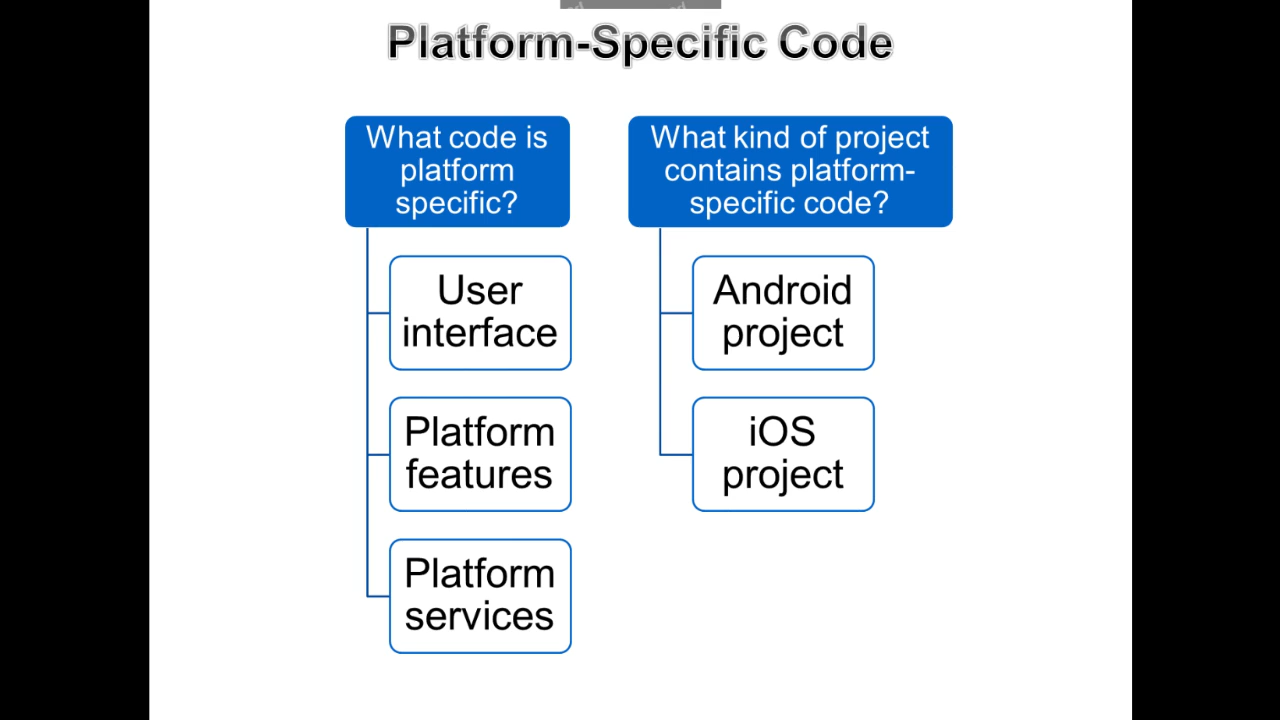 Platform-Specific Code
What code is
platform
specific?
User
interface
Platform
features
Platform
services
What kind of project
contains platform-
specific code?
Android
project
iOS
project